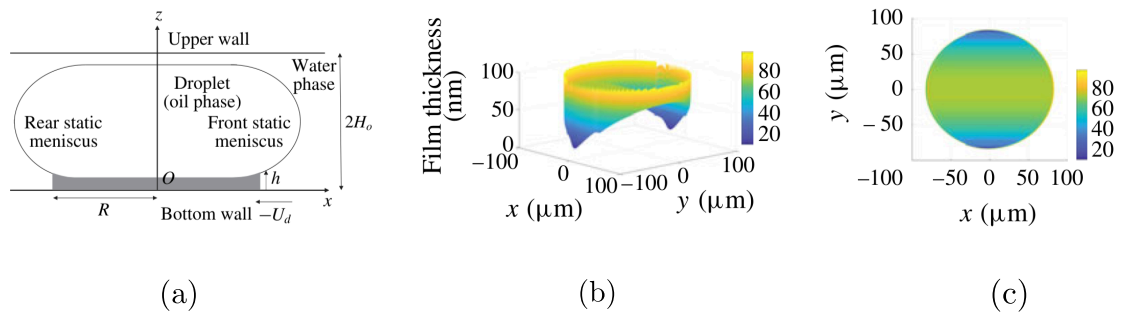 z
Upper wall
Water
phase
Droplet
(oil phase)
Rear static
meniscus
Front static
meniscus
2Hₒ
O
h
x
R
Bottom wall
−U_d
(a)
Film thickness
(nm)
100
50
0
−100
0
100
−100
0
100
x (μm)
y (μm)
80
60
40
20
(b)
100
50
0
−50
−100
−50
0
50
100
y (μm)
x (μm)
80
60
40
20
(c)